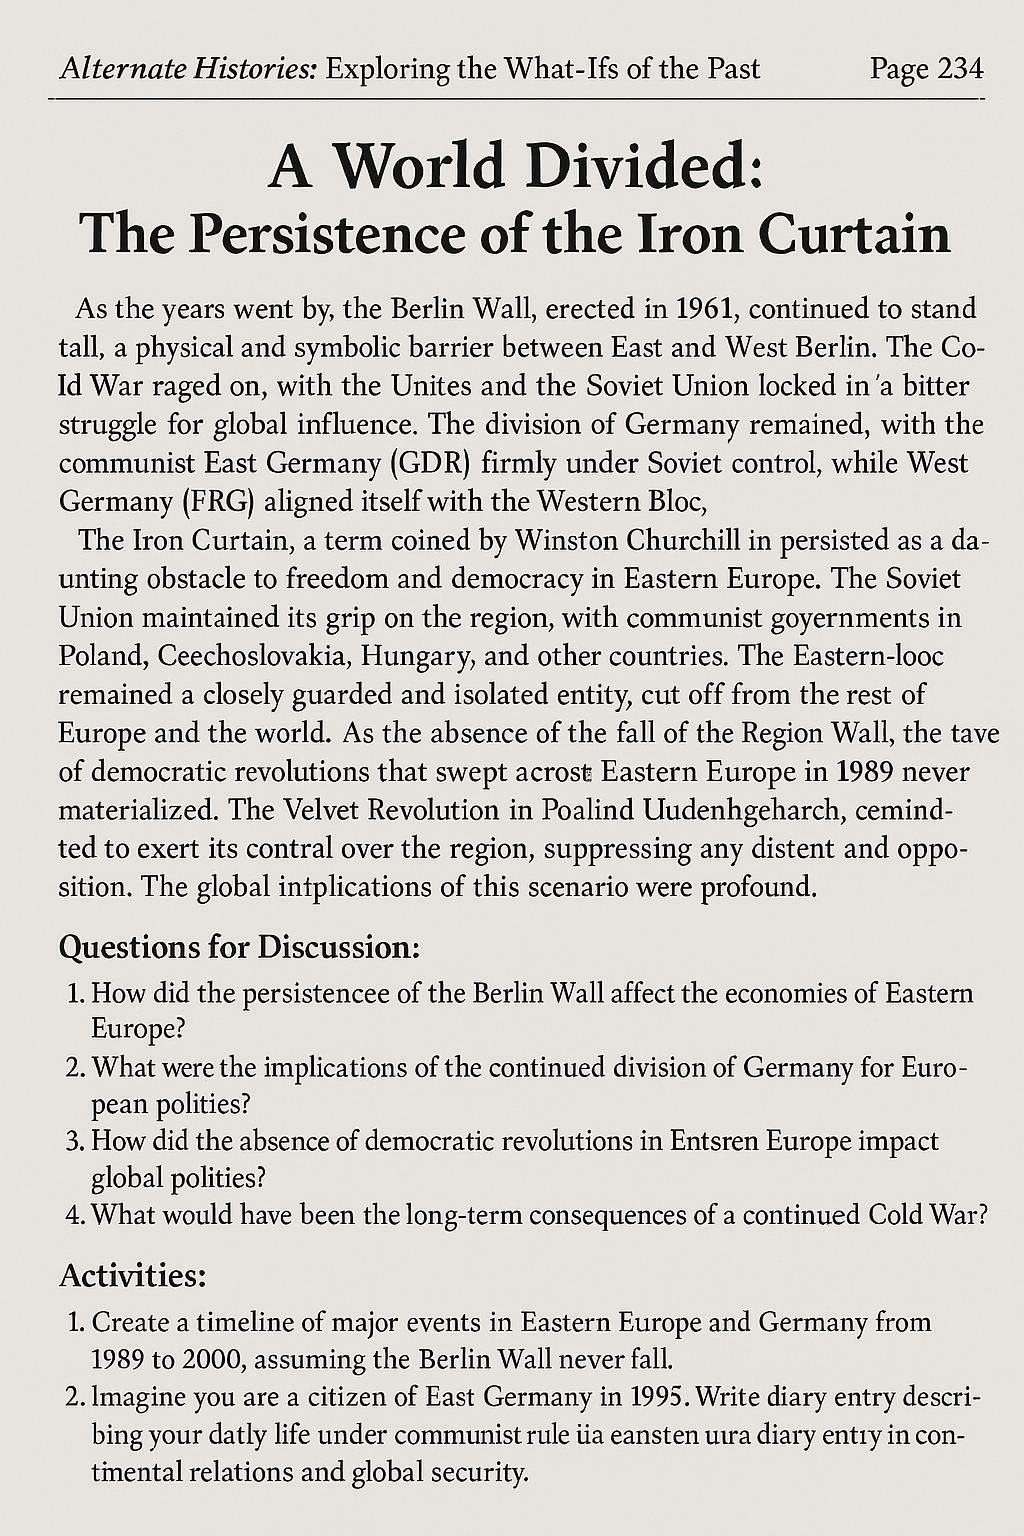 Alternate Histories: Exploring the What-Ifs of the Past Page 234
A World Divided:
The Persistence of the Iron Curtain
As the years went by, the Berlin Wall, erected in 1961, continued to stand
tall, a physical and symbolic barrier between East and West Berlin. The Co-
ld War raged on, with the Unites and the Soviet Union locked in 'a bitter
struggle for global influence. The division of Germany remained, with the
communist East Germany (GDR) firmly under Soviet control, while West
Germany (FRG) aligned itself with the Western Bloc,
The Iron Curtain, a term coined by Winston Churchill in persisted as a da-
unting obstacle to freedom and democracy in Eastern Europe. The Soviet
Union maintained its grip on the region, with communist goyernments in
Poland, Ceechoslovakia, Hungary, and other countries. The Eastern-looc
remained a closely guarded and isolated entity, cut off from the rest of
Europe and the world. As the absence of the fall of the Region Wall, the tave
of democratic revolutions that swept Eastern Europe in 1989 never
materialized. The Velvet Revolution in Poalind Uudenhgeharch, cemind-
ted to exert its contral over the region, suppressing any distent and oppo-
sition. The global intplications of this scenario were profound.
Questions for Discussion:
1. How did the persistencee of the Berlin Wall affect the economies of Eastern
Europe?
2. What were the implications of the continued division of Germany for Euro-
pean polities?
3. How did the absence of democratic revolutions in Entsren Europe impact
global polities?
4. What would have been the long-term consequences of a continued Cold War?
Activities:
1. Create a timeline of major events in Eastern Europe and Germany from
1989 to 2000, assuming the Berlin Wall never fall.
2. Imagine you are a citizen of East Germany in 1995. Write diary entry descri-
bing your datly life under communist rule üa eansten uura diary entry in con-
tmental relations and global security.